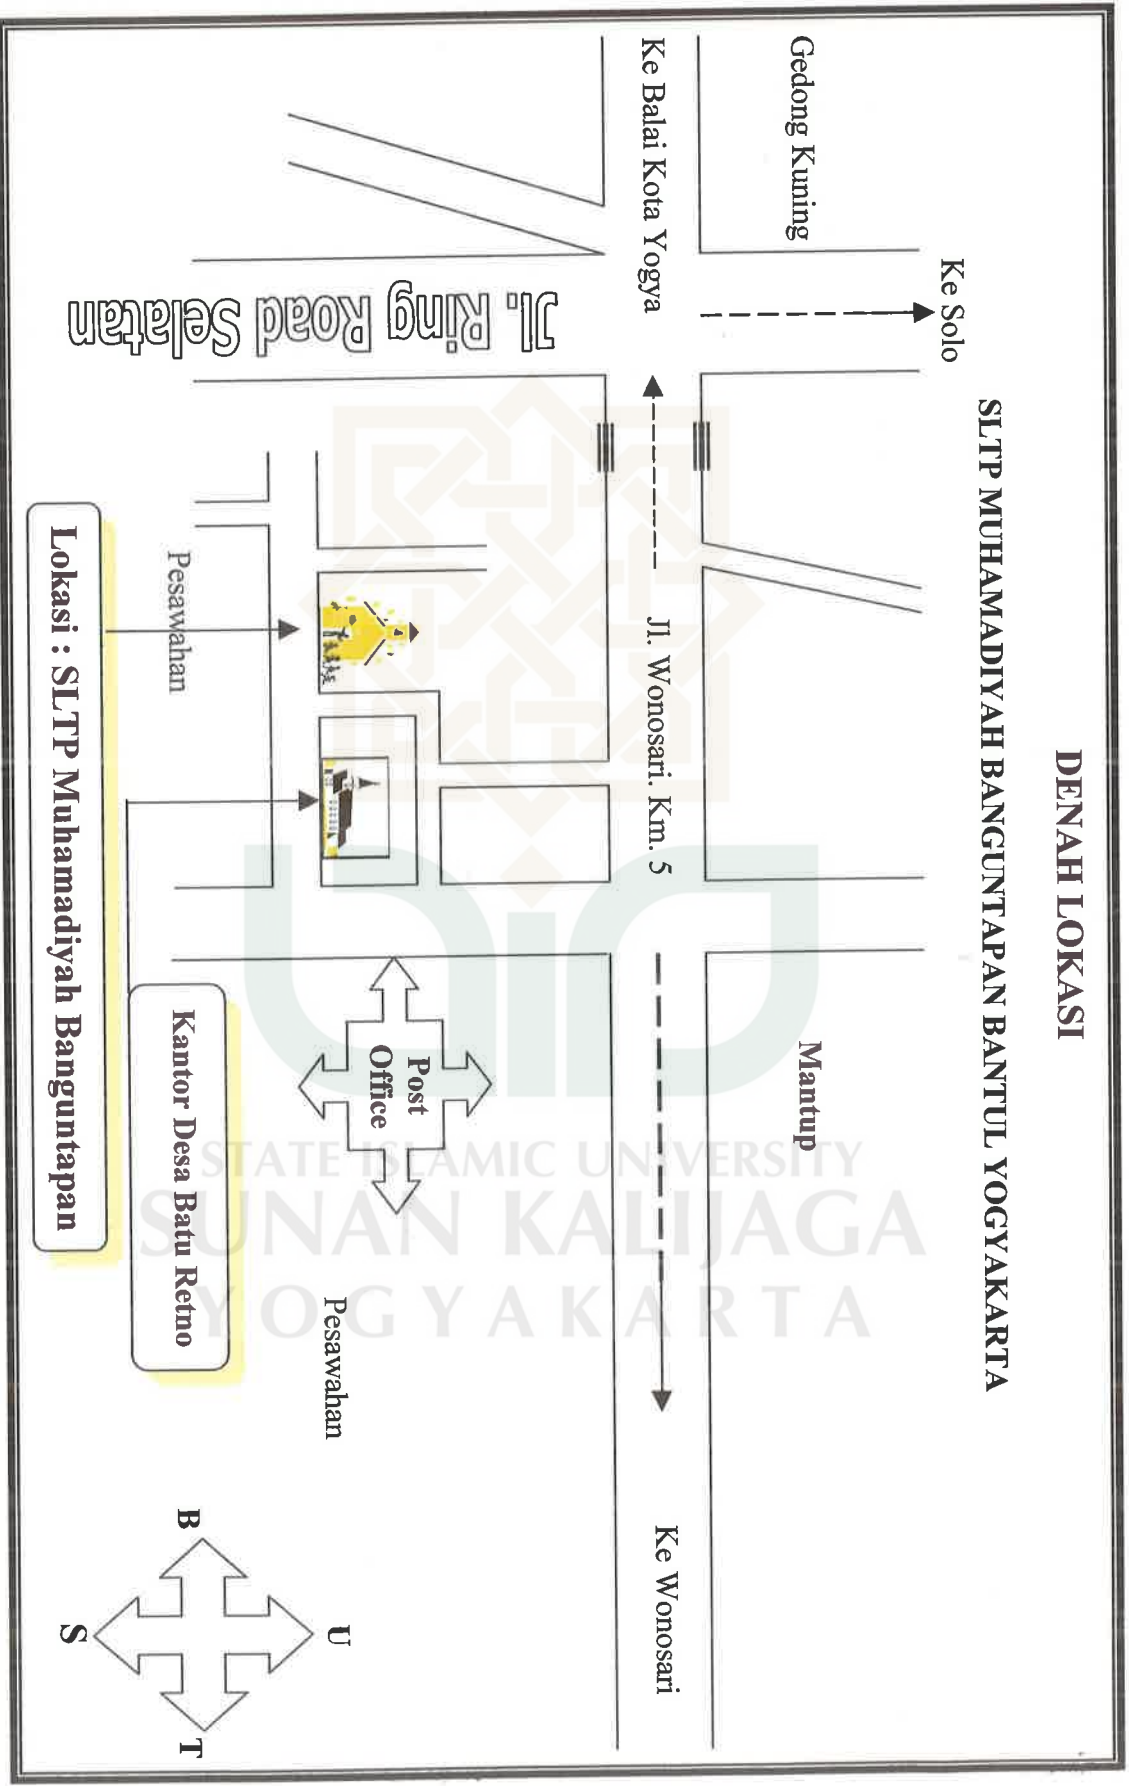 DENAH LOKASI
SLTP MUHAMADIYAH BANGUNTAPAN BANTUL YOGYAKARTA
Ke Solo
Gedong Kuning
Mantup
Ke Balai Kota Yogya
Jl. Wonosari. Km. 5
Ke Wonosari
Jl. Ring Road Selatan
Post
Office
Pesawahan
Pesawahan
Kantor Desa Batu Retno
Lokasi : SLTP Muhamadiyah Banguntapan
U
B
T
S
STATE ISLAMIC UNIVERSITY
SUNAN KALIJAGA
YOGYAKARTA